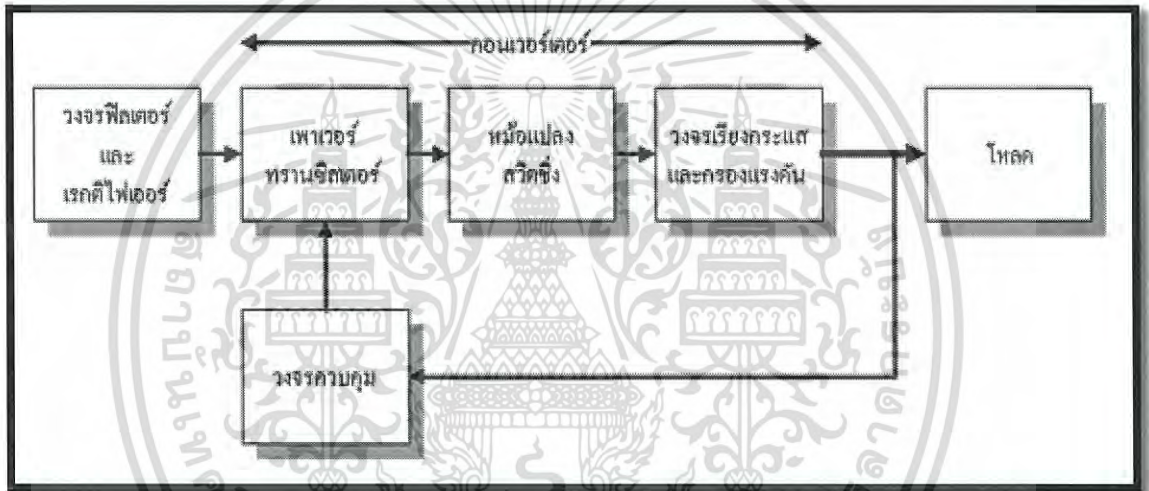 คอนเวอร์เตอร์
วงจรฟิลเตอร์
และ
เรกติไฟเออร์
เพาเวอร์
ทรานซิสเตอร์
หม้อแปลง
สวิตชิ่ง
วงจรเรียงกระแส
และกรองแรงดัน
โหลด
วงจรควบคุม